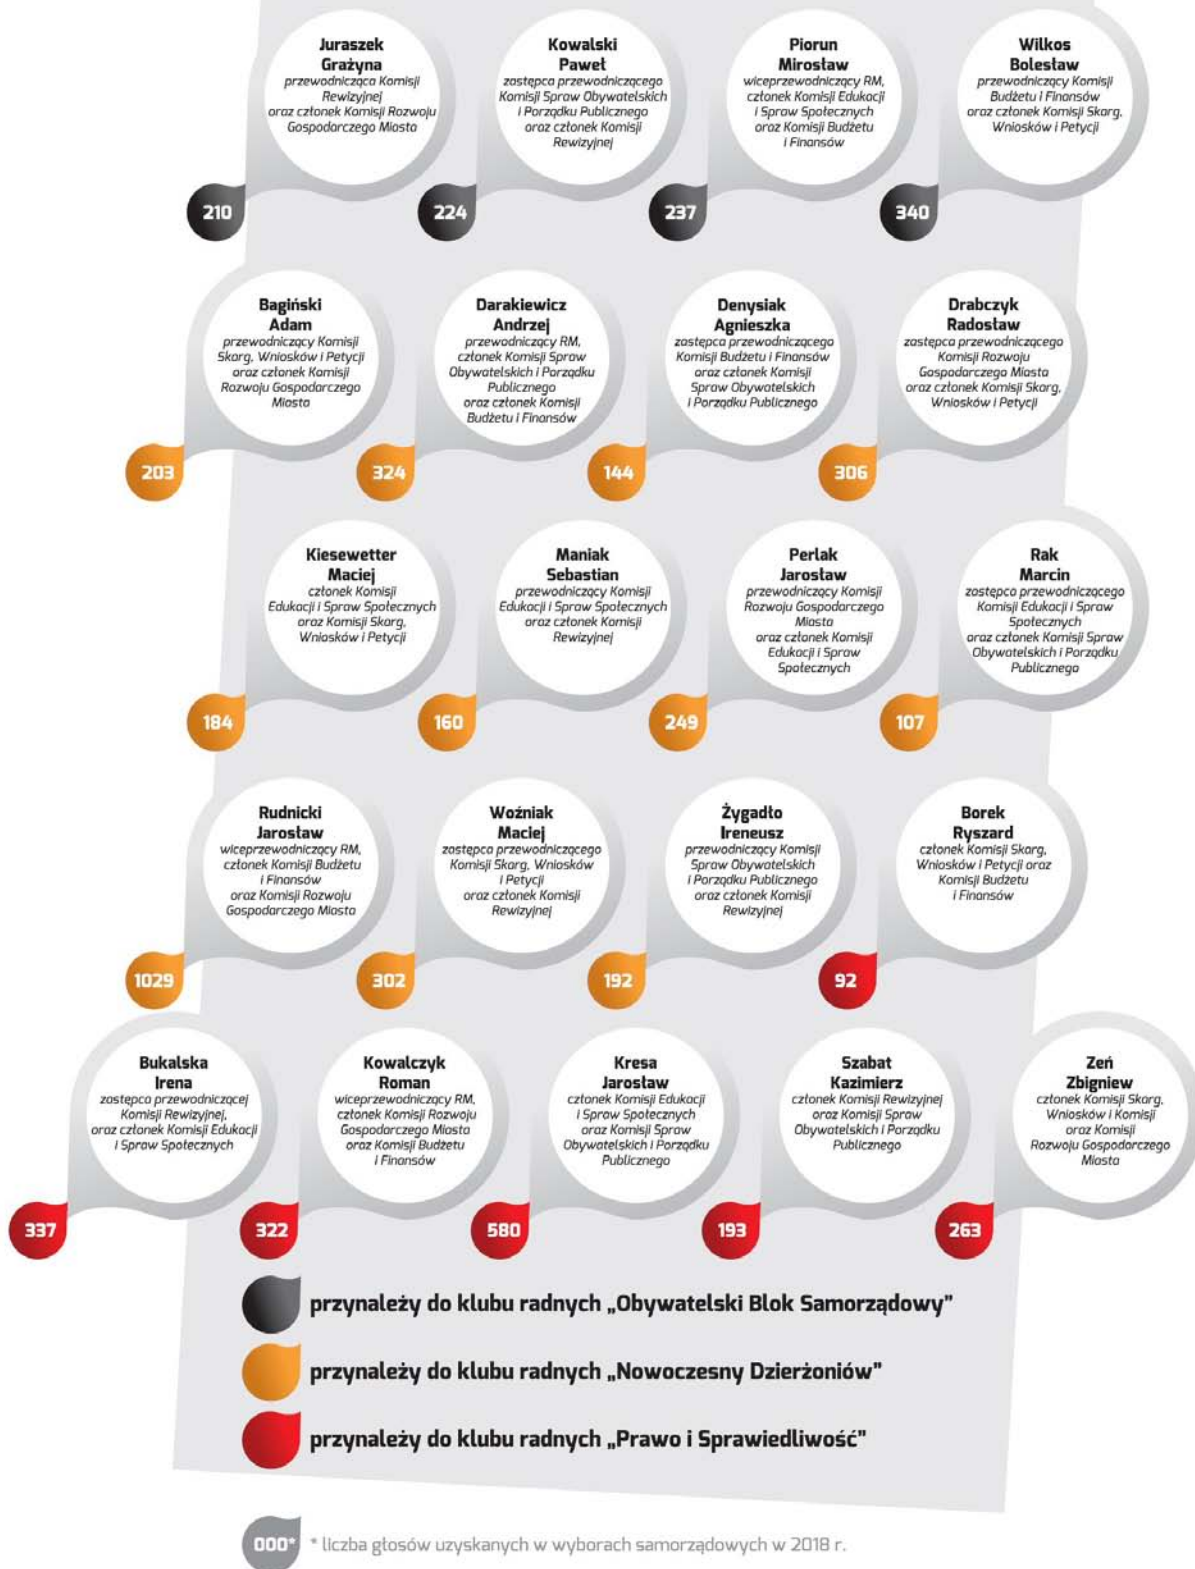 Juraszek
Grażyna
przewodnicząca Komisji
Rewizyjnej
oraz członek Komisji Rozwoju
Gospodarczego Miasta
210
Kowalski
Paweł
zastępca przewodniczącego
Komisji Spraw Obywatelskich
i Porządku Publicznego
oraz członek Komisji
Rewizyjnej
224
Piorun
Mirosław
wiceprzewodniczący RM,
członek Komisji Edukacji
i Spraw Społecznych
oraz Komisji Budżetu
i Finansów
237
Wilkos
Bolesław
przewodniczący Komisji
Budżetu i Finansów
oraz członek Komisji Skarg,
Wniosków i Petycji
340
Bagiński
Adam
przewodniczący Komisji
Skarg, Wniosków i Petycji
oraz członek Komisji
Rozwoju Gospodarczego
Miasta
203
Darakiewicz
Andrzej
przewodniczący RM,
członek Komisji Spraw
Obywatelskich i Porządku
Publicznego
oraz członek Komisji
Budżetu i Finansów
324
Denysiak
Agnieszka
zastępca przewodniczącego
Komisji Budżetu i Finansów
oraz członek Komisji
Spraw Obywatelskich
i Porządku Publicznego
144
Drabczyk
Radosław
zastępca przewodniczącego
Komisji Rozwoju
Gospodarczego Miasta
oraz członek Komisji Skarg,
Wniosków i Petycji
306
Kiesewetter
Maciej
członek Komisji
Edukacji i Spraw Społecznych
oraz Komisji Skarg,
Wniosków i Petycji
184
Maniak
Sebastian
przewodniczący Komisji
Edukacji i Spraw Społecznych
oraz członek Komisji
Rewizyjnej
160
Perlak
Jarosław
przewodniczący Komisji
Rozwoju Gospodarczego
Miasta
oraz członek Komisji
Edukacji i Spraw
Społecznych
249
Rak
Marcin
zastępca przewodniczącego
Komisji Edukacji i Spraw
Społecznych
oraz członek Komisji Spraw
Obywatelskich i Porządku
Publicznego
107
Rudnicki
Jarosław
wiceprzewodniczący RM,
członek Komisji Budżetu
i Finansów
oraz Komisji Rozwoju
Gospodarczego Miasta
1029
Woźniak
Maciej
zastępca przewodniczącego
Komisji Skarg, Wniosków
i Petycji
oraz członek Komisji
Rewizyjnej
302
Żygadło
Ireneusz
przewodniczący Komisji
Spraw Obywatelskich
i Porządku Publicznego
oraz członek Komisji
Rewizyjnej
192
Borek
Ryszard
członek Komisji Skarg,
Wniosków i Petycji oraz
Komisji Budżetu
i Finansów
92
Bukalska
Irena
zastępca przewodniczącej
Komisji Rewizyjnej,
oraz członek Komisji Edukacji
i Spraw Społecznych
337
Kowalczyk
Roman
wiceprzewodniczący RM,
członek Komisji Rozwoju
Gospodarczego Miasta
oraz Komisji Budżetu
i Finansów
322
Kresa
Jarosław
członek Komisji Edukacji
i Spraw Społecznych
oraz Komisji Spraw
Obywatelskich i Porządku
Publicznego
580
Szabat
Kazimierz
członek Komisji Rewizyjnej
oraz Komisji Spraw
Obywatelskich i Porządku
Publicznego
193
Zeń
Zbigniew
członek Komisji Skarg,
Wniosków i Komisji
oraz Komisji
Rozwoju Gospodarczego
Miasta
263
przynależy do klubu radnych „Obywatelski Blok Samorządowy”
przynależy do klubu radnych „Nowoczesny Dzierżoniów”
przynależy do klubu radnych „Prawo i Sprawiedliwość”
000* * liczba głosów uzyskanych w wyborach samorządowych w 2018 r.